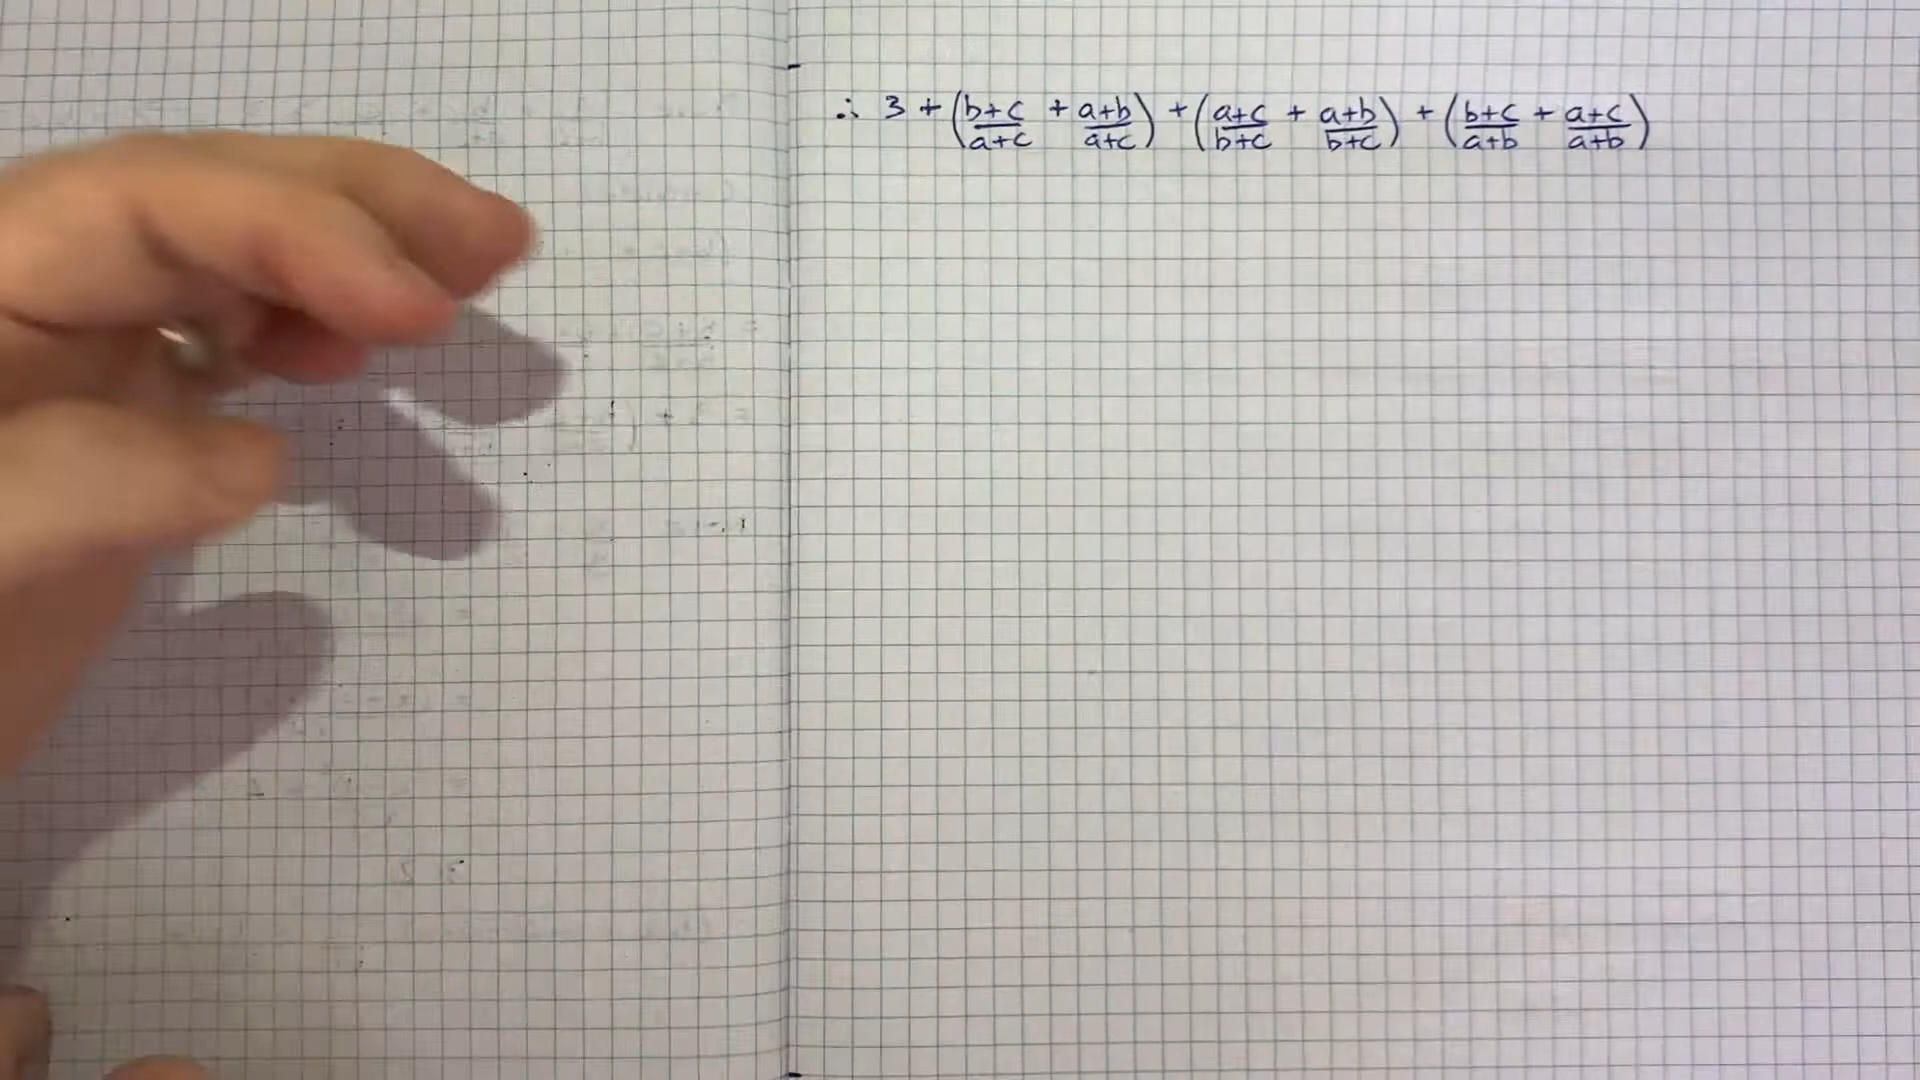 ∴ 3 + (b+c/a+c + a+b/a+c) + (a+c/b+c + a+b/b+c) + (b+c/a+b + a+c/a+b)